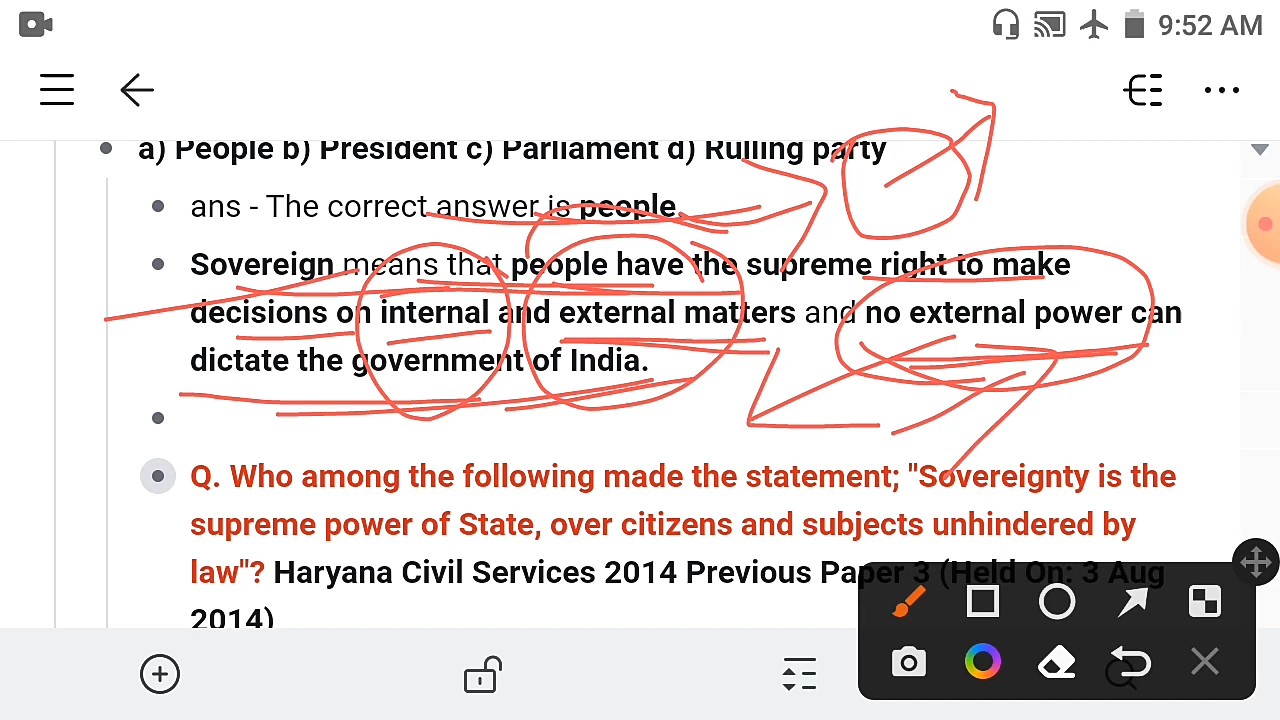 9:52 AM
a) People b) President c) Parliament d) Rulling party
ans - The correct answer is people.
Sovereign means that people have the supreme right to make
decisions on internal and external matters and no external power can
dictate the government of India.
Q. Who among the following made the statement; "Sovereignty is the
supreme power of State, over citizens and subjects unhindered by
law"? Haryana Civil Services 2014 Previous Paper 3 (Held On: 3 Aug
2014)